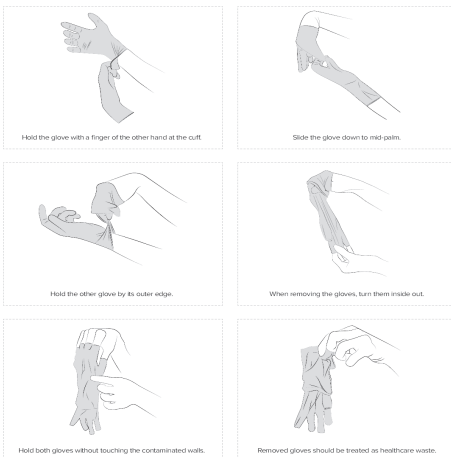 Hold the glove with a finger of the other hand at the cuff.
Slide the glove down to mid-palm.
Hold the other glove by its outer edge.
When removing the gloves, turn them inside out.
Hold both gloves without touching the contaminated walls.
Removed gloves should be treated as healthcare waste.